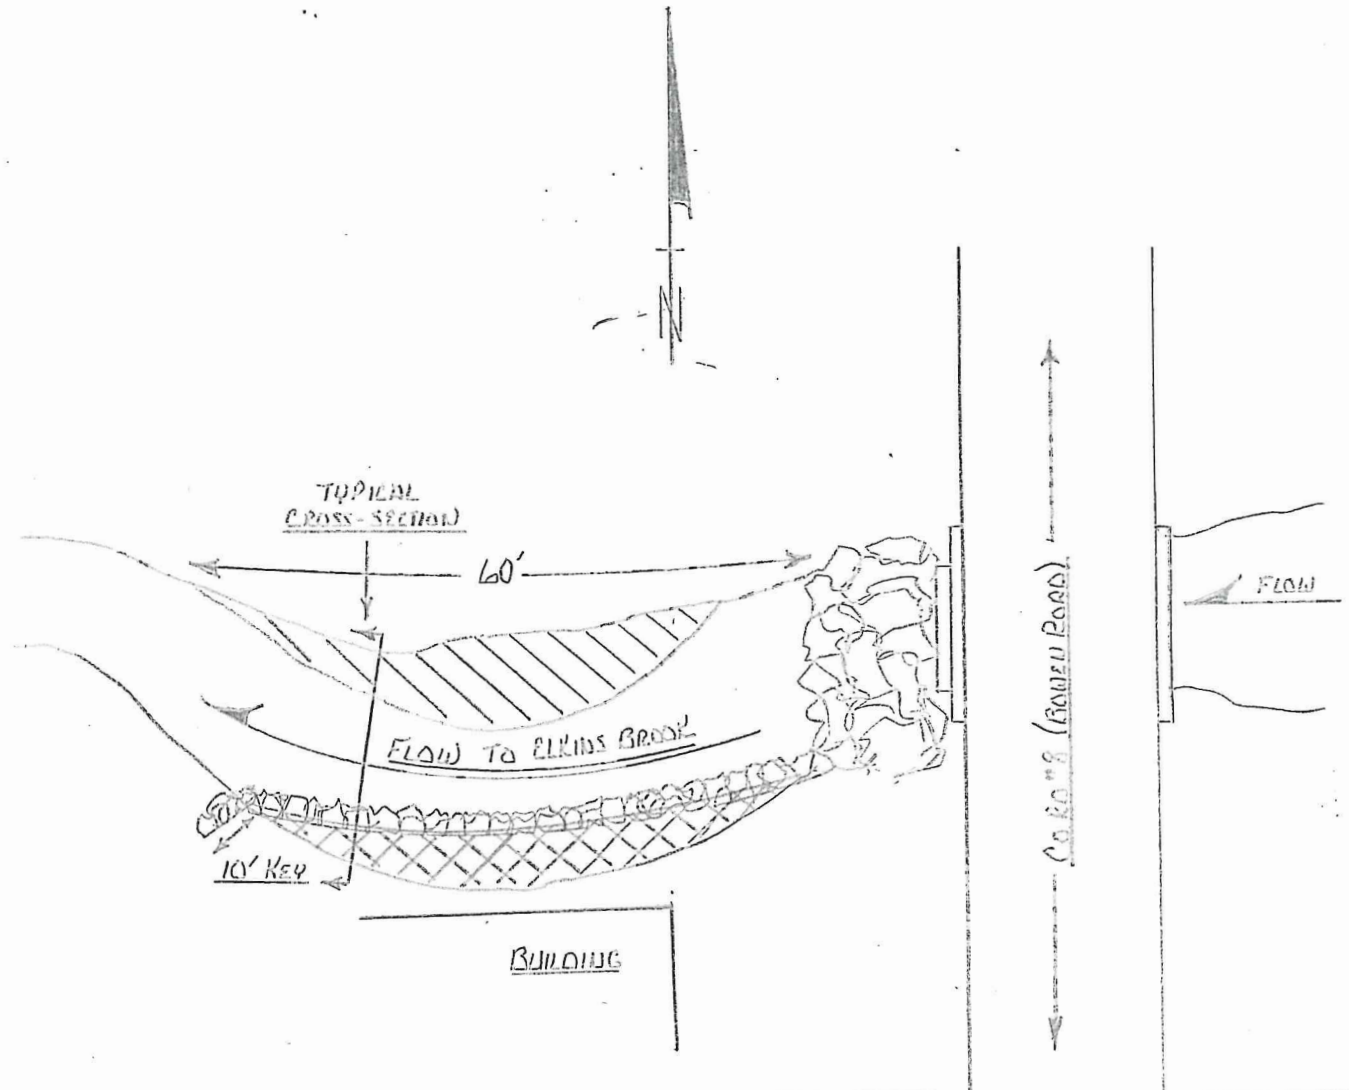 N
TYPICAL
CROSS-SECTION
60'
FLOW
FLOW TO ELKINS BROOK
CO. RD #8 (BOWEN ROAD)
10' KEY
BUILDING